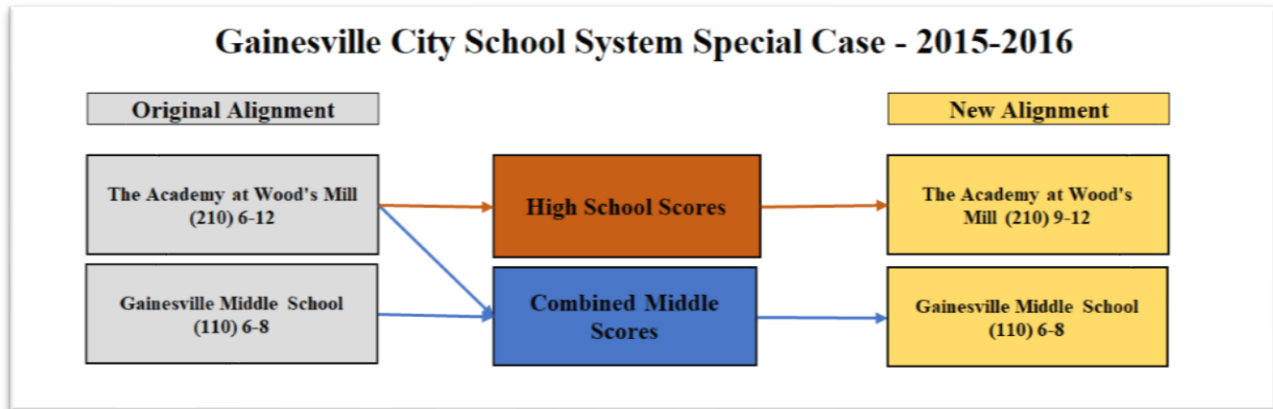 Gainesville City School System Special Case - 2015-2016
Original Alignment
New Alignment
The Academy at Wood's Mill
(210) 6-12
High School Scores
The Academy at Wood's
Mill (210) 9-12
Gainesville Middle School
(110) 6-8
Combined Middle
Scores
Gainesville Middle School
(110) 6-8